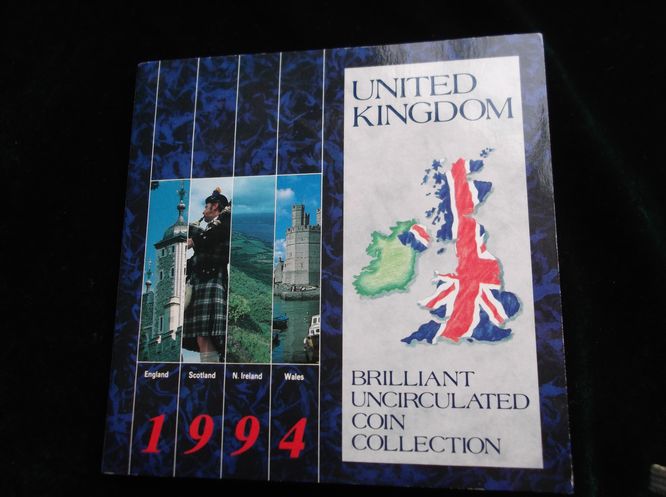 UNITED
KINGDOM
England Scotland N. Ireland Wales
1994
BRILLIANT
UNCIRCULATED
COIN
COLLECTION